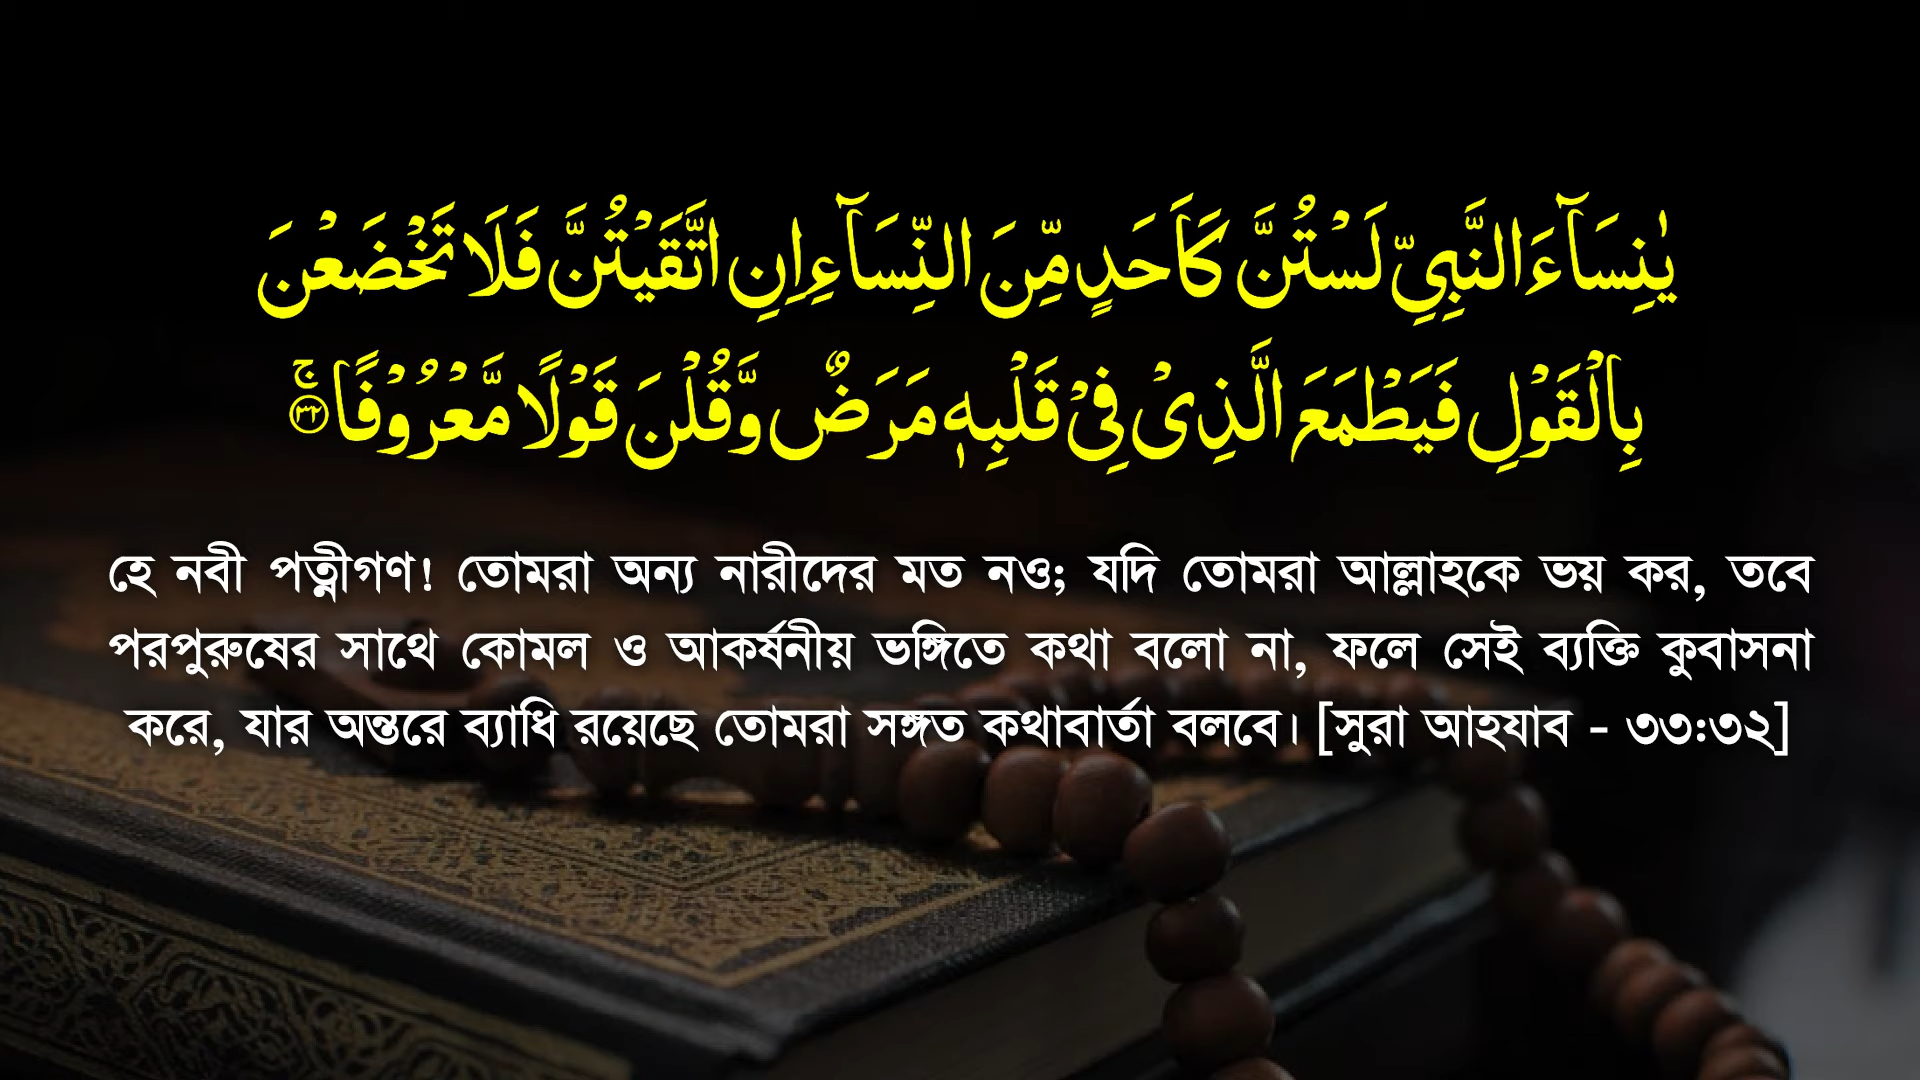 يٰنِسَآءَ النَّبِيِّ لَسْتُنَّ كَاَحَدٍ مِّنَ النِّسَآءِ اِنِ اتَّقَيْتُنَّ فَلَا تَخْضَعْنَ
بِالْقَوْلِ فَيَطْمَعَ الَّذِىْ فِىْ قَلْبِهٖ مَرَضٌ وَّقُلْنَ قَوْلًا مَّعْرُوْفًا ۚ ۳۲
হে নবী পত্নীগণ! তোমরা অন্য নারীদের মত নও; যদি তোমরা আল্লাহকে ভয় কর, তবে
পরপুরুষের সাথে কোমল ও আকর্ষনীয় ভঙ্গিতে কথা বলো না, ফলে সেই ব্যক্তি কুবাসনা
করে, যার অন্তরে ব্যাধি রয়েছে তোমরা সঙ্গত কথাবার্তা বলবে। [সুরা আহযাব - ৩৩:৩২]